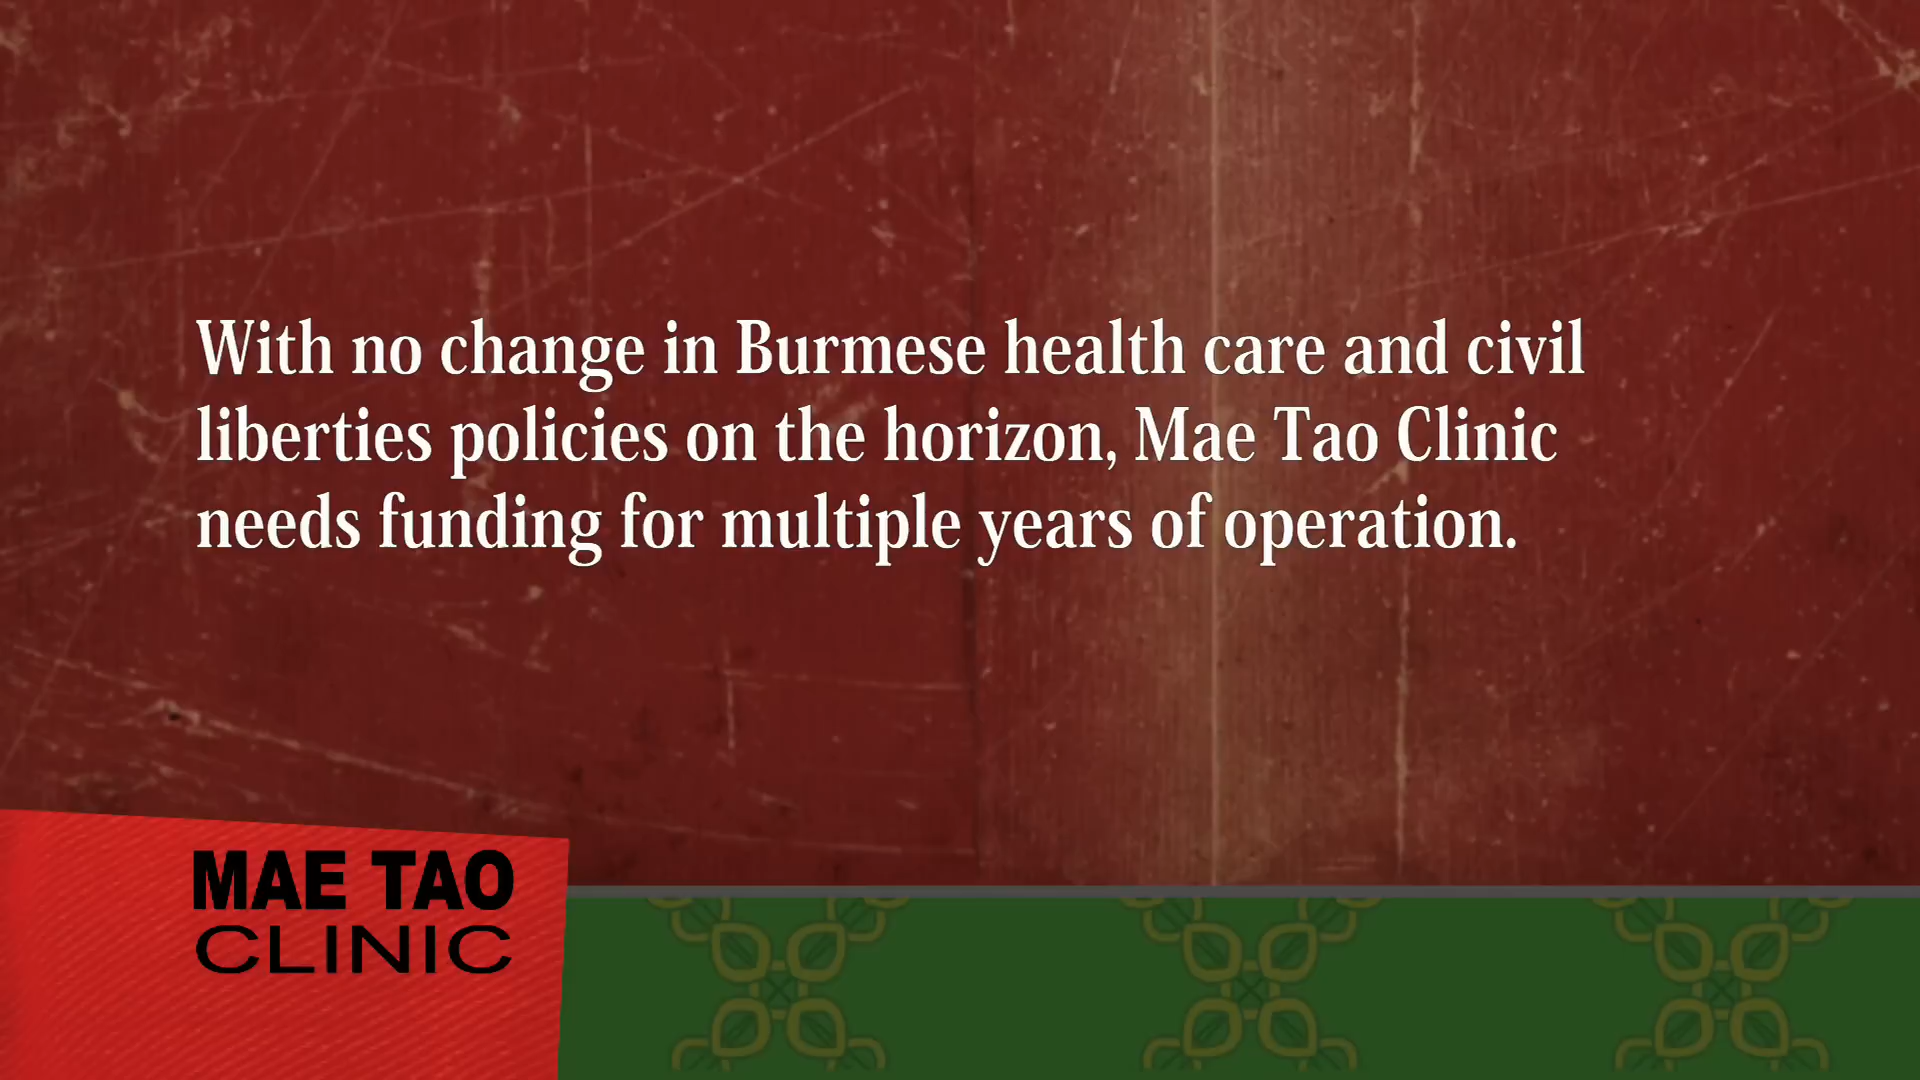 With no change in Burmese health care and civil
liberties policies on the horizon, Mae Tao Clinic
needs funding for multiple years of operation.
MAE TAO
CLINIC